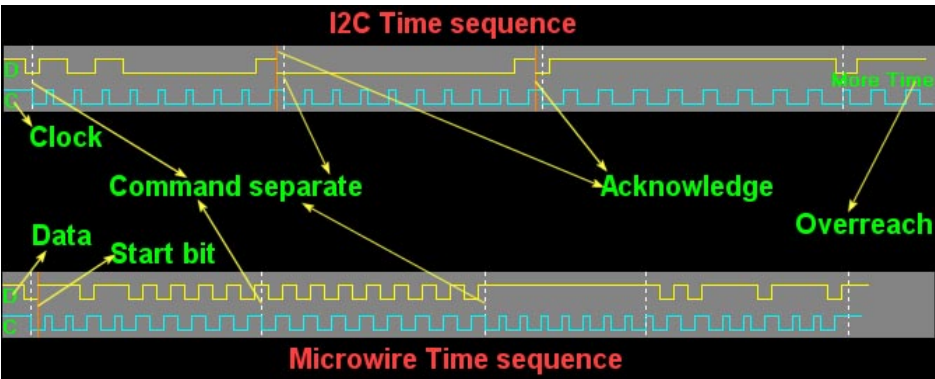 I2C Time sequence
D
More Time
C
Clock
Command separate
Acknowledge
Overreach
Data
Start bit
D
C
Microwire Time sequence